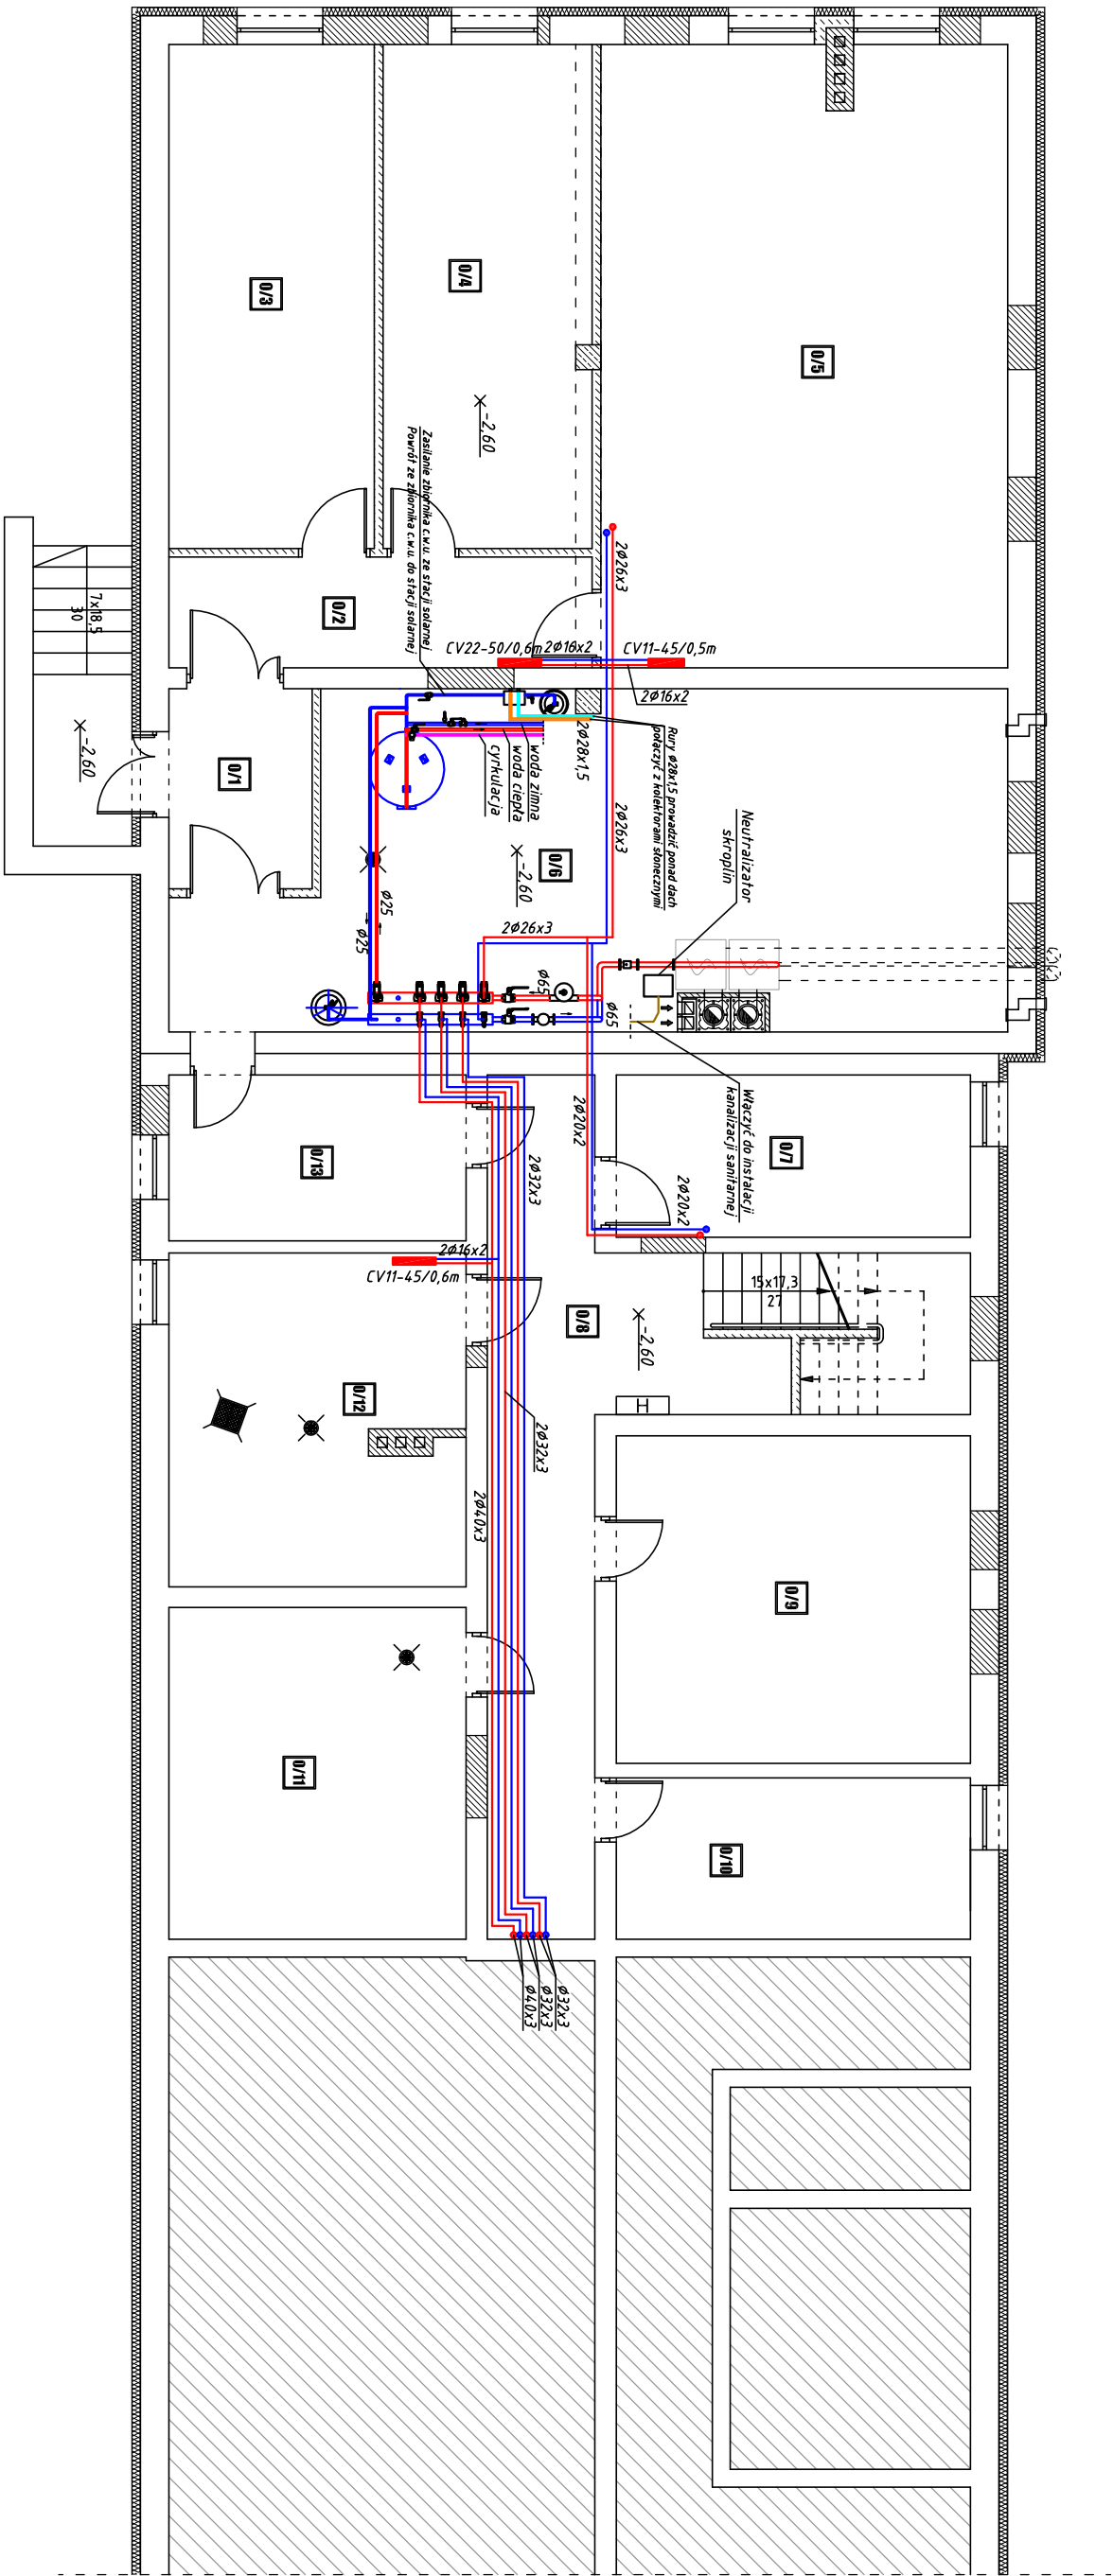 0/3
0/4
0/5
-2,60
Zasilanie zbiornika c.w.u. ze stacji solarnej
Powrót ze zbiornika c.w.u. do stacji solarnej
2ø26x3
7x18,5
30
0/2
CV22-50/0,6m
2ø16x2
CV11-45/0,5m
2ø16x2
2ø28x1,5
Rury ø28x1,5 prowadzić ponad dach
połączyć z kolektorami słonecznymi
woda zimna
woda ciepła
cyrkulacja
-2,60
0/1
2ø26x3
Neutralizator
skroplin
0/6
-2,60
ø25
ø25
2ø26x3
ø65
ø65
Włączyć do instalacji
kanalizacji sanitarnej
2ø20x2
0/7
0/13
2ø32x3
2ø20x2
2ø16x2
CV11-45/0,6m
15x17,3
27
0/8
-2,60
H
0/12
2ø32x3
2ø40x3
0/9
0/11
0/10
ø32x3
ø32x3
ø40x3